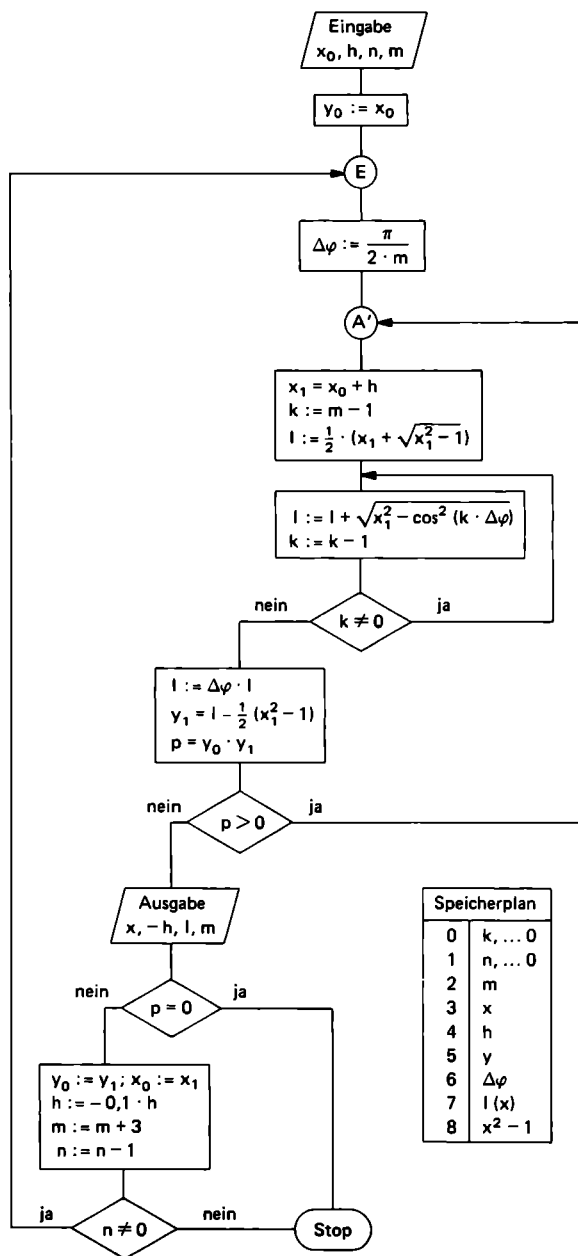 Eingabe
x₀, h, n, m
y₀ := x₀
E
Δφ := π / (2 · m)
A'
x₁ = x₀ + h
k := m − 1
l := ½ · (x₁ + √(x₁² − 1))
l := l + √(x₁² − cos² (k · Δφ))
k := k − 1
nein k ≠ 0 ja
l := Δφ · l
y₁ = l − ½ (x₁² − 1)
p = y₀ · y₁
nein p > 0 ja
Ausgabe
x, −h, l, m
nein p = 0 ja
y₀ := y₁; x₀ := x₁
h := −0,1 · h
m := m + 3
n := n − 1
ja n ≠ 0 nein
Stop
Speicherplan
0 k, ... 0
1 n, ... 0
2 m
3 x
4 h
5 y
6 Δφ
7 l (x)
8 x² − 1